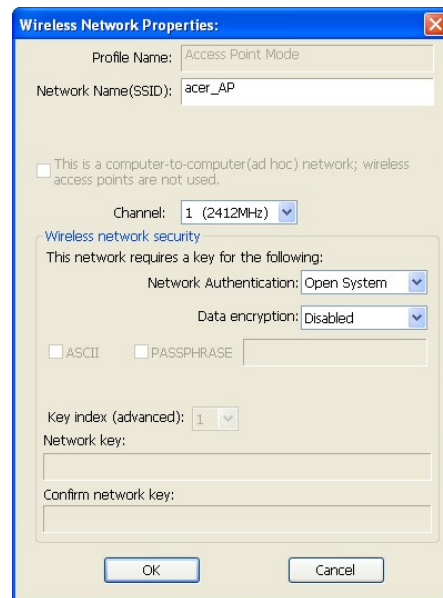 Wireless Network Properties:
Profile Name: Access Point Mode
Network Name(SSID): acer_AP
This is a computer-to-computer(ad hoc) network; wireless
access points are not used.
Channel: 1 (2412MHz)
Wireless network security
This network requires a key for the following:
Network Authentication: Open System
Data encryption: Disabled
ASCII PASSPHRASE
Key index (advanced): 1
Network key:
Confirm network key:
OK Cancel